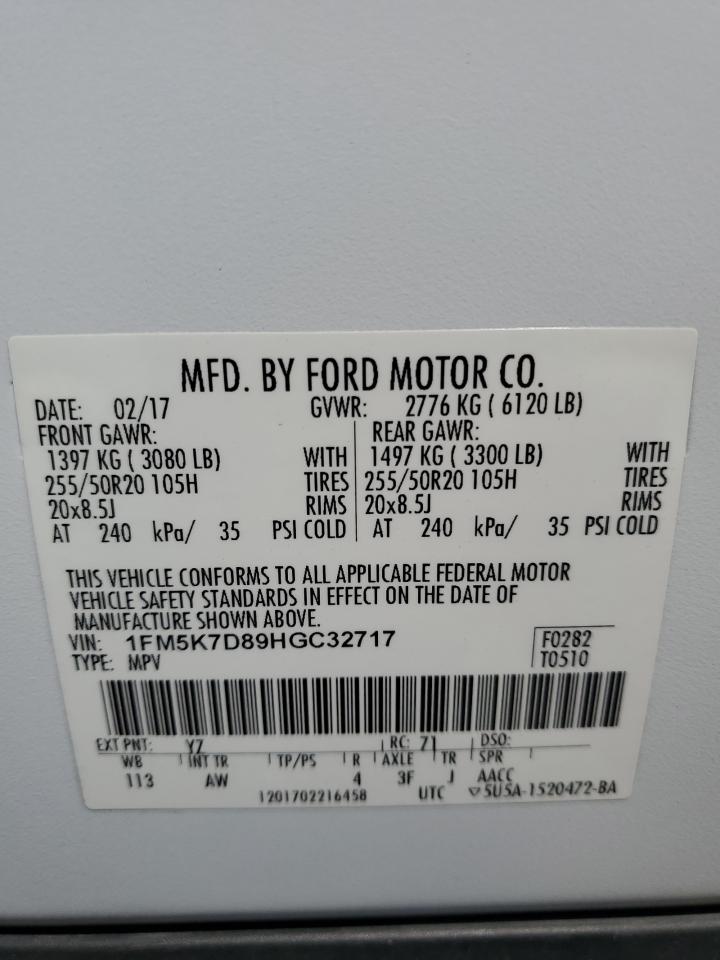 MFD. BY FORD MOTOR CO.
DATE: 02/17 GVWR: 2776 KG ( 6120 LB)
FRONT GAWR: REAR GAWR:
1397 KG ( 3080 LB) WITH 1497 KG ( 3300 LB) WITH
255/50R20 105H TIRES 255/50R20 105H TIRES
20x8.5J RIMS 20x8.5J RIMS
AT 240 kPa/ 35 PSI COLD AT 240 kPa/ 35 PSI COLD
THIS VEHICLE CONFORMS TO ALL APPLICABLE FEDERAL MOTOR
VEHICLE SAFETY STANDARDS IN EFFECT ON THE DATE OF
MANUFACTURE SHOWN ABOVE.
VIN: 1FM5K7D89HGC32717 F0282
TYPE: MPV T0510
EXT PNT: YZ RC: 71 DSO:
WB INT TR TP/PS R AXLE TR SPR
113 AW 4 3F J AACC
1201702216458 UTC ▽5U5A-1520472-BA